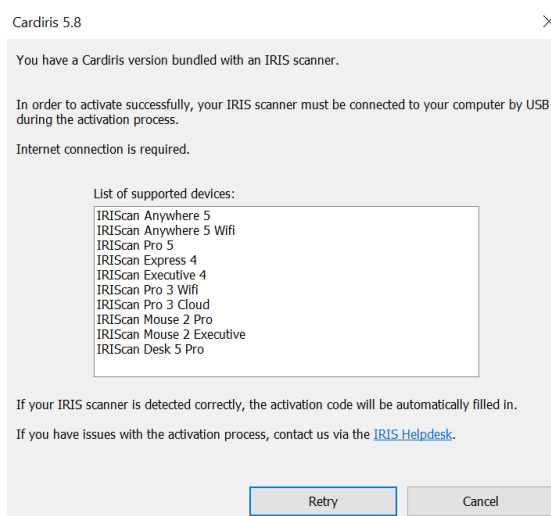 Cardiris 5.8
You have a Cardiris version bundled with an IRIS scanner.
In order to activate successfully, your IRIS scanner must be connected to your computer by USB
during the activation process.
Internet connection is required.
List of supported devices:
IRIScan Anywhere 5
IRIScan Anywhere 5 Wifi
IRIScan Pro 5
IRIScan Express 4
IRIScan Executive 4
IRIScan Pro 3 Wifi
IRIScan Pro 3 Cloud
IRIScan Mouse 2 Pro
IRIScan Mouse 2 Executive
IRIScan Desk 5 Pro
If your IRIS scanner is detected correctly, the activation code will be automatically filled in.
If you have issues with the activation process, contact us via the IRIS Helpdesk.
Retry Cancel